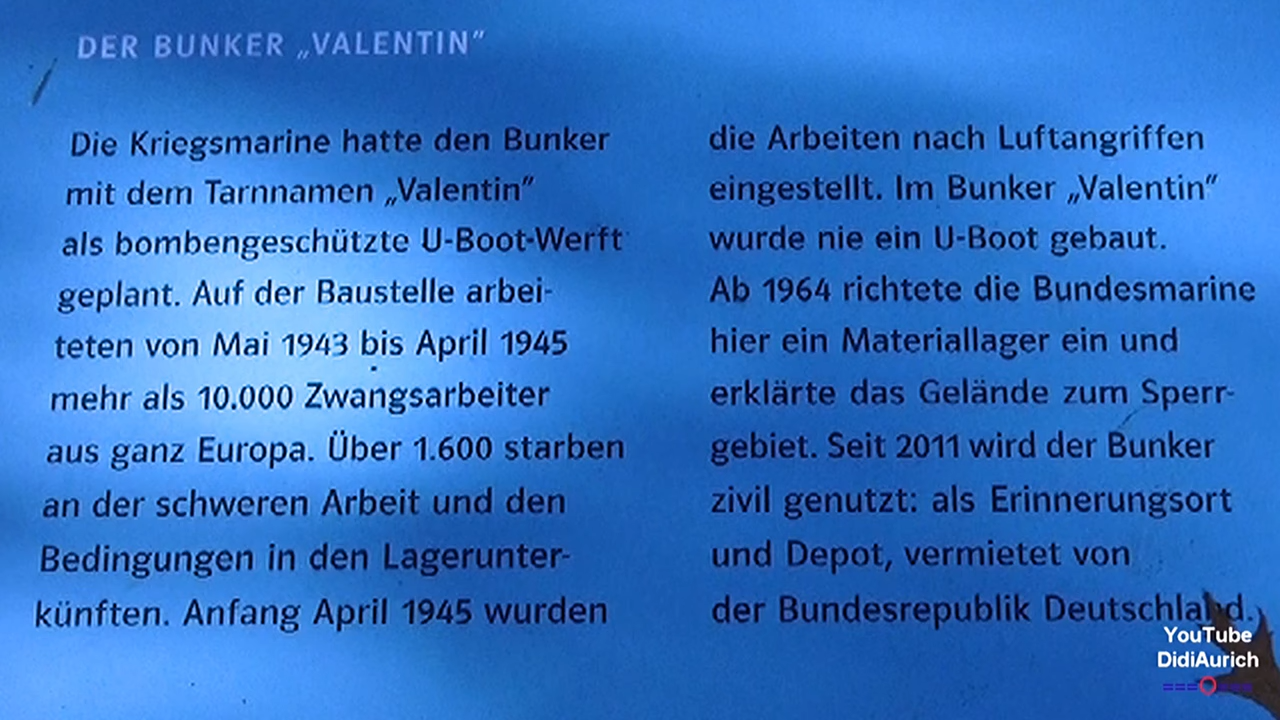 DER BUNKER „VALENTIN”
Die Kriegsmarine hatte den Bunker
mit dem Tarnnamen „Valentin”
als bombengeschützte U-Boot-Werft
geplant. Auf der Baustelle arbei-
teten von Mai 1943 bis April 1945
mehr als 10.000 Zwangsarbeiter
aus ganz Europa. Über 1.600 starben
an der schweren Arbeit und den
Bedingungen in den Lagerunter-
künften. Anfang April 1945 wurden
die Arbeiten nach Luftangriffen
eingestellt. Im Bunker „Valentin”
wurde nie ein U-Boot gebaut.
Ab 1964 richtete die Bundesmarine
hier ein Materiallager ein und
erklärte das Gelände zum Sperr-
gebiet. Seit 2011 wird der Bunker
zivil genutzt: als Erinnerungsort
und Depot, vermietet von
der Bundesrepublik Deutschland.
YouTube
DidiAurich